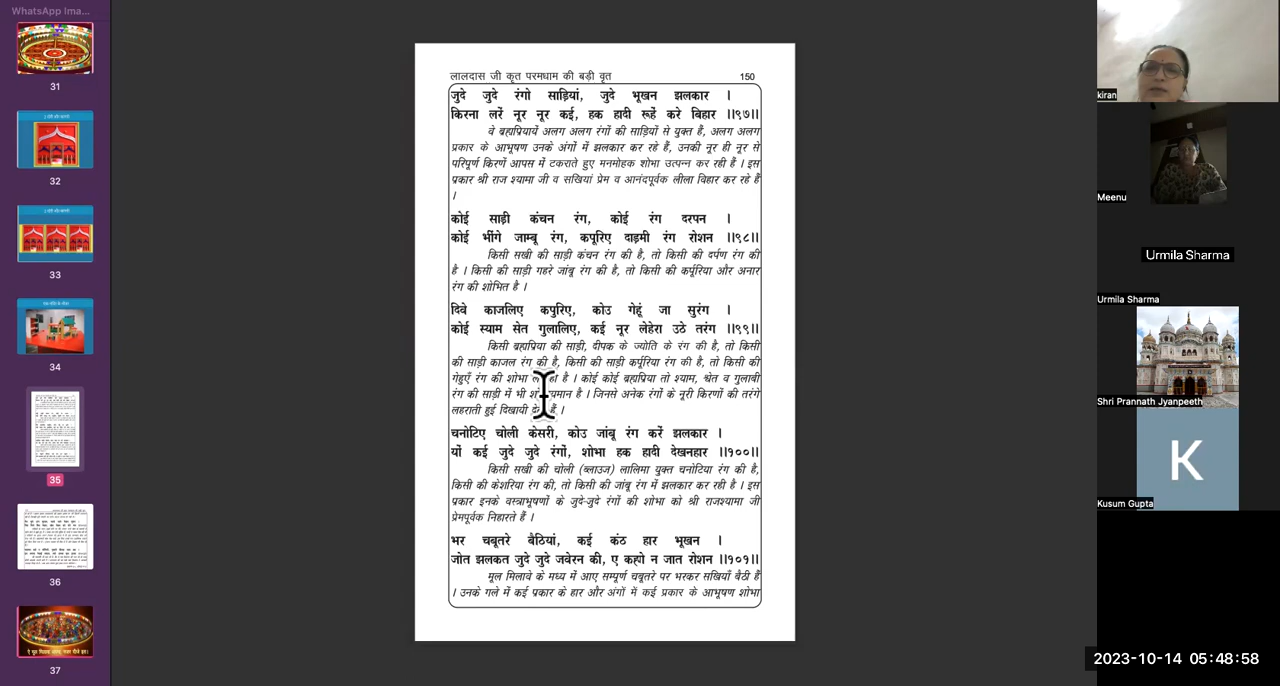 WhatsApp Ima...
31
32
33
34
35
36
37
लालदास जी कृत परमधाम की बड़ी वृत 150
जुदे जुदे रंगो साड़ियां, जुदे भूखन झलकार ।
किरना लरें नूर नूर कई, हक हादी रूहें करे बिहार ।।९७।।
वे ब्रह्मप्रियायें अलग अलग रंगों की साड़ियों से युक्त हैं, अलग अलग
प्रकार के आभूषण उनके अंगों में झलकार कर रहे हैं, उनकी नूर ही नूर से
परिपूर्ण किरणें आपस में टकराते हुए मनमोहक शोभा उत्पन्न कर रही हैं । इस
प्रकार श्री राज श्यामा जी व सखियां प्रेम व आनंदपूर्वक लीला विहार कर रहे हैं
।
कोई साड़ी कंचन रंग, कोई रंग दरपन ।
कोई भींगे जाम्बू रंग, कपूरिए दाड़मी रंग रोशन ।।९८।।
किसी सखी की साड़ी कंचन रंग की है, तो किसी की दर्पण रंग की
है । किसी की साड़ी गहरे जांबू रंग की है, तो किसी की कर्पूरिया और अनार
रंग की शोभित है ।
दिवे काजलिए कपुरिए, कोउ गेहूं जा सुरंग ।
कोई स्याम सेत गुलालिए, कई नूर लेहेरा उठे तरंग ।।९९।।
किसी ब्रह्मप्रिया की साड़ी, दीपक के ज्योति के रंग की है, तो किसी
की साड़ी काजल रंग की है, किसी की साड़ी कर्पूरिया रंग की है, तो किसी की
गेहुएँ रंग की शोभा है । कोई कोई ब्रह्मप्रिया तो श्याम, श्वेत व गुलाबी
रंग की साड़ी में भी है । जिनसे अनेक रंगों के नूरी किरणों की तरंगे
लहराती हुई दिखायी हैं ।
चनोटिए चोली केसरी, कोउ जांबू रंग करें झलकार ।
यों कई जुदे जुदे रंगों, शोभा हक हादी देखनहार ।।१००।।
किसी सखी की चोली (ब्लाउज) लालिमा युक्त चनोटिया रंग की है,
किसी की केशरिया रंग की, तो किसी की जांबू रंग में झलकार कर रही है । इस
प्रकार इनके वस्त्राभूषणों के जुदे-जुदे रंगों की शोभा को श्री राजश्यामा जी
प्रेमपूर्वक निहारते हैं ।
भर चबूतरे बैठियां, कई कंठ हार भूखन ।
जोत झलकत जुदे जुदे जवेरन की, ए कह्यो न जात रोशन ।।१०१।।
मूल मिलावे के मध्य में आए सम्पूर्ण चबूतरे पर भरकर सखियाँ बैठी हैं
। उनके गले में कई प्रकार के हार और अंगों में कई प्रकार के आभूषण शोभा
kiran
Meenu
Urmila Sharma
Urmila Sharma
Shri Prannath Jyanpeeth
K
Kusum Gupta
2023-10-14 05:48:58